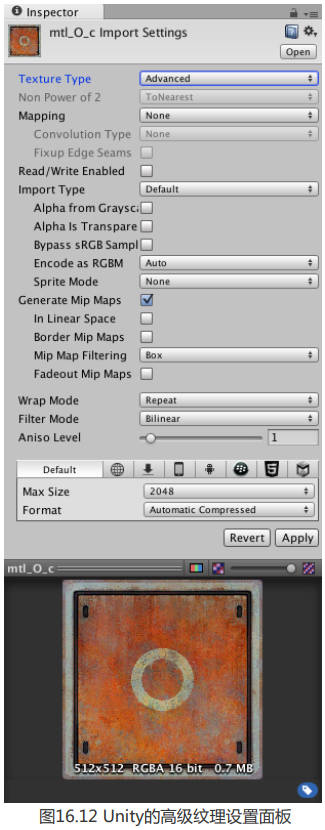 Inspector
mtl_O_c Import Settings
Open
Texture Type Advanced
Non Power of 2 ToNearest
Mapping None
Convolution Type None
Fixup Edge Seams
Read/Write Enabled
Import Type Default
Alpha from Grayscɛ
Alpha Is Transpare
Bypass sRGB Sampl
Encode as RGBM Auto
Sprite Mode None
Generate Mip Maps
In Linear Space
Border Mip Maps
Mip Map Filtering Box
Fadeout Mip Maps
Wrap Mode Repeat
Filter Mode Bilinear
Aniso Level 1
Default
Max Size 2048
Format Automatic Compressed
Revert Apply
mtl_O_c
512x512 RGBA 16 bit 0.7 MB
图16.12 Unity的高级纹理设置面板